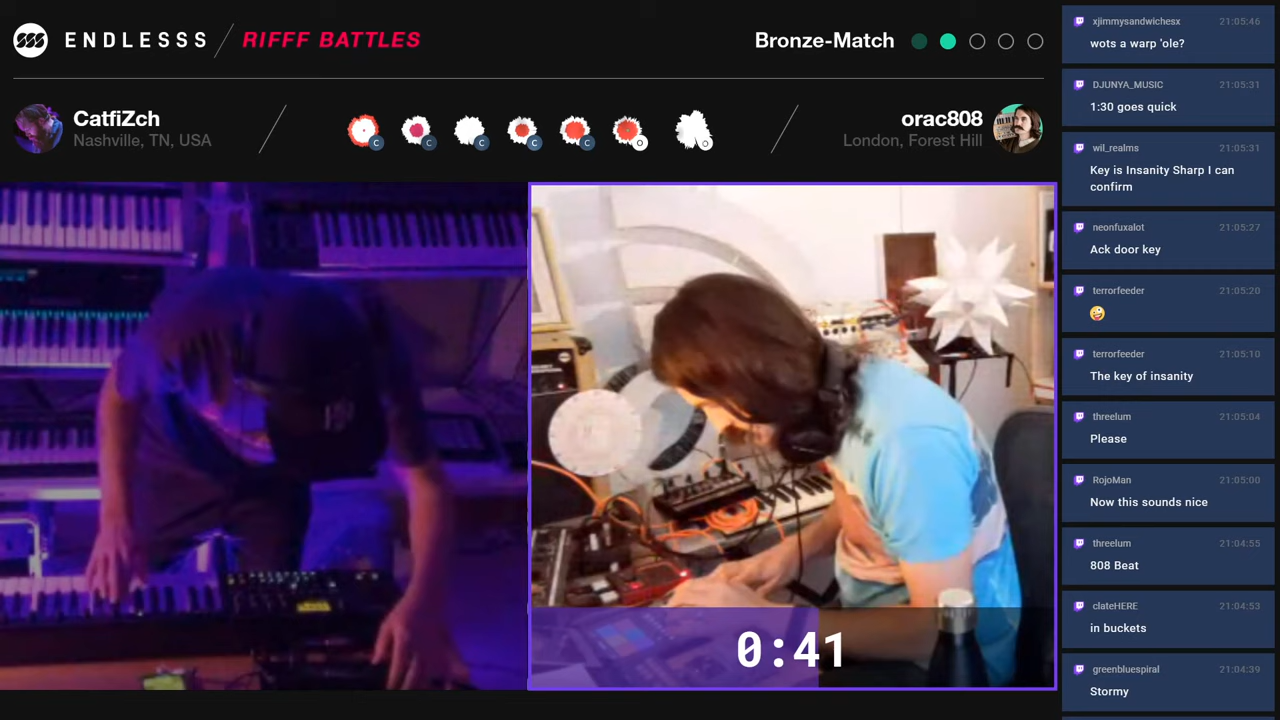 ENDLESSS / RIFFF BATTLES
Bronze-Match
CatfiZch
Nashville, TN, USA
C
C
C
C
C
O
O
orac808
London, Forest Hill
0:41
xjimmysandwichesx 21:05:46
wots a warp 'ole?
DJUNYA_MUSIC 21:05:31
1:30 goes quick
wil_realms 21:05:31
Key is Insanity Sharp I can
confirm
neonfuxalot 21:05:27
Ack door key
terrorfeeder 21:05:20
🤪
terrorfeeder 21:05:10
The key of insanity
threelum 21:05:04
Please
RojoMan 21:05:00
Now this sounds nice
threelum 21:04:55
808 Beat
clateHERE 21:04:53
in buckets
greenbluespiral 21:04:39
Stormy